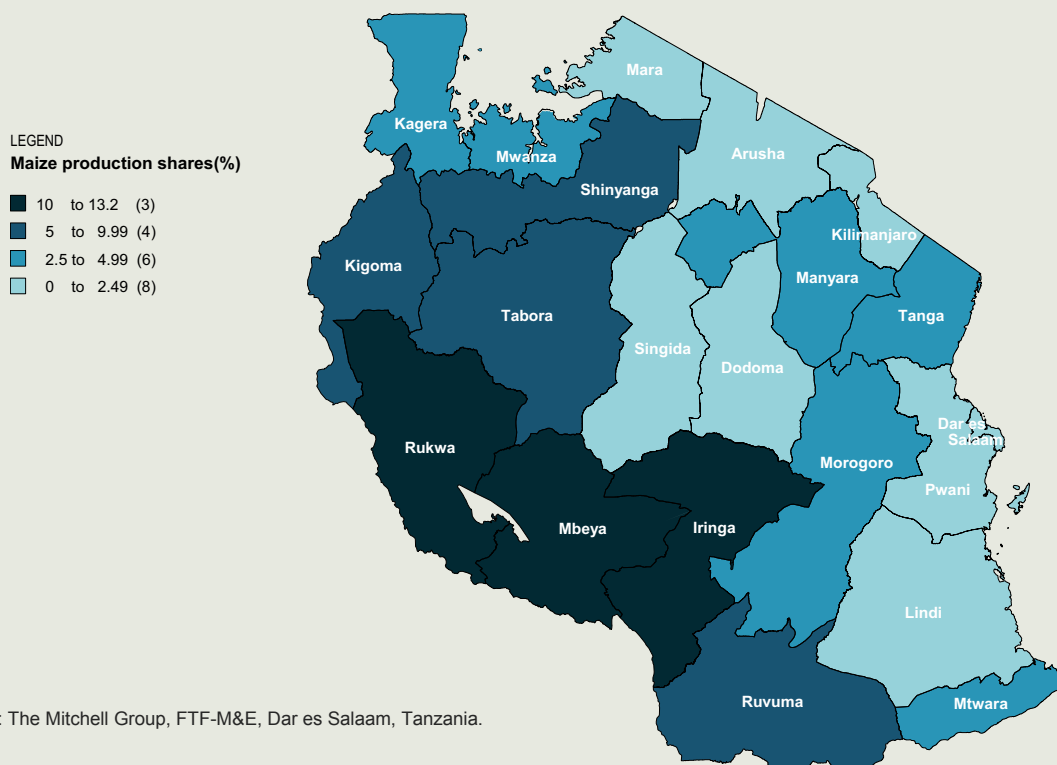 LEGEND
Maize production shares(%)
10 to 13.2 (3)
5 to 9.99 (4)
2.5 to 4.99 (6)
0 to 2.49 (8)
Mara
Kagera
Mwanza
Arusha
Shinyanga
Kilimanjaro
Kigoma
Manyara
Tabora
Tanga
Singida
Dodoma
Dar es
Salaam
Rukwa
Morogoro
Pwani
Mbeya
Iringa
Lindi
Ruvuma
Mtwara
: The Mitchell Group, FTF-M&E, Dar es Salaam, Tanzania.